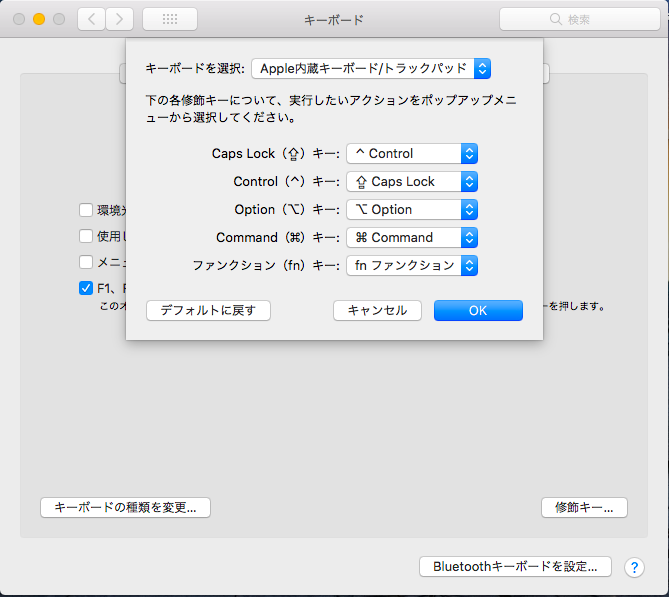 キーボード
検索
キーボードを選択: Apple内蔵キーボード/トラックパッド
下の各修飾キーについて、実行したいアクションをポップアップメニ
ューから選択してください。
Caps Lock（⇪）キー: ^ Control
Control（^）キー: ⇪ Caps Lock
Option（⌥）キー: ⌥ Option
Command（⌘）キー: ⌘ Command
ファンクション（fn）キー: fn ファンクション
デフォルトに戻す キャンセル OK
環境光
使用し
メニュ
F1、F
このオ
ーを押します。
キーボードの種類を変更... 修飾キー...
Bluetoothキーボードを設定... ?